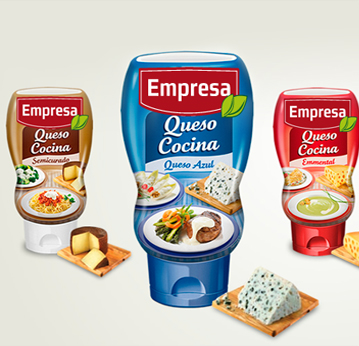 Empresa
Queso
Cocina
Semicurado
Empresa
Queso
Cocina
Queso Azul
Empresa
Queso
Cocina
Emmental